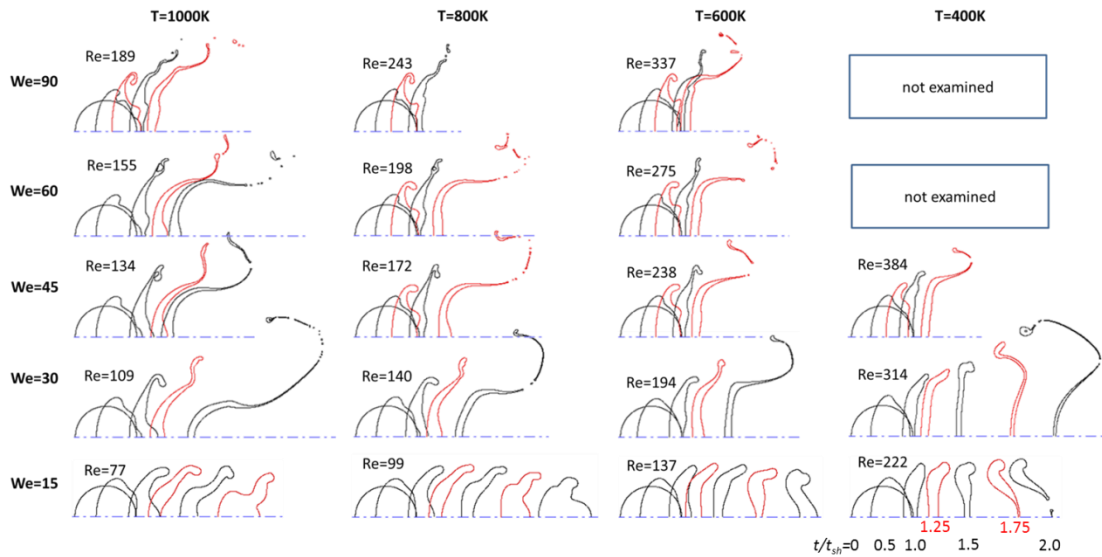 T=1000K T=800K T=600K T=400K
We=90 Re=189 Re=243 Re=337 not examined
We=60 Re=155 Re=198 Re=275 not examined
We=45 Re=134 Re=172 Re=238 Re=384
We=30 Re=109 Re=140 Re=194 Re=314
We=15 Re=77 Re=99 Re=137 Re=222
1.25 1.75
t/tsh=0 0.5 1.0 1.5 2.0